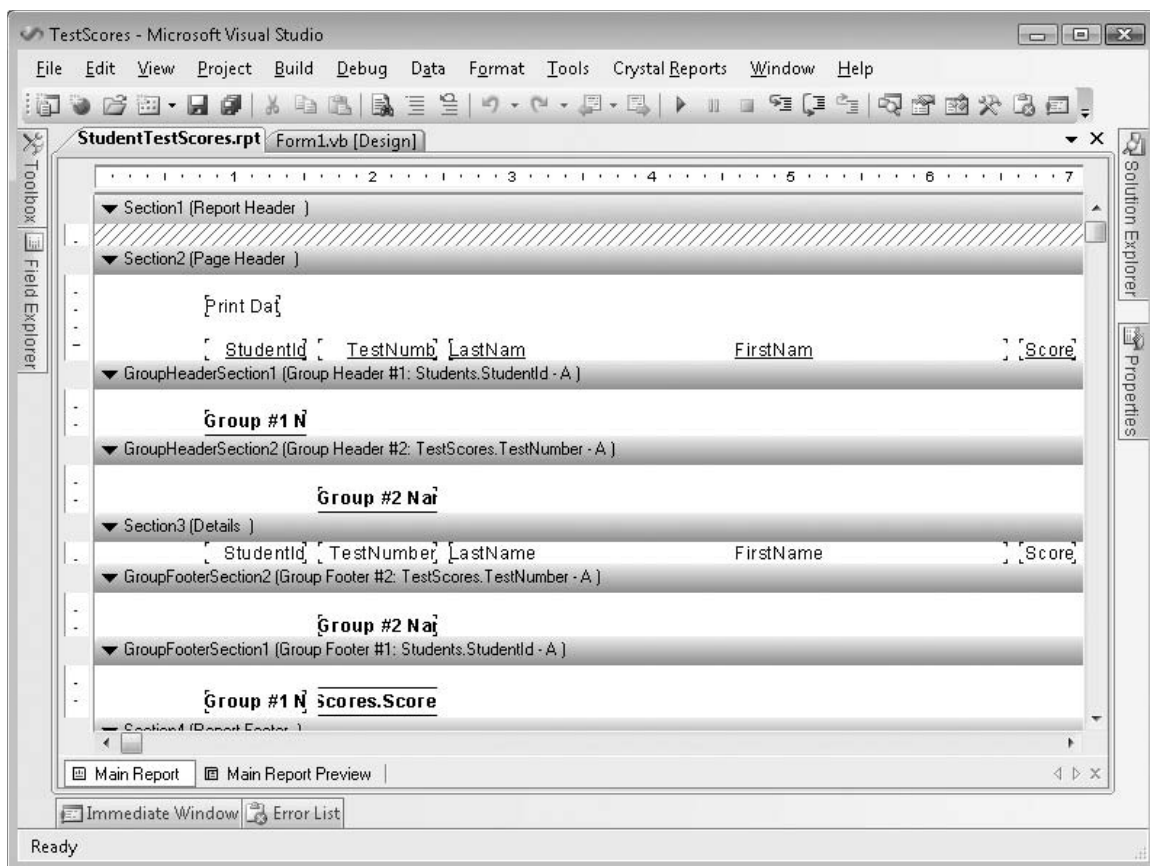 TestScores - Microsoft Visual Studio
File Edit View Project Build Debug Data Format Tools Crystal Reports Window Help
StudentTestScores.rpt Form1.vb [Design]
Toolbox
Field Explorer
Solution Explorer
Properties
1 2 3 4 5 6 7
Section1 (Report Header )
Section2 (Page Header )
Print Dat
StudentId TestNumb LastNam FirstNam Score
GroupHeaderSection1 (Group Header #1: Students.StudentId - A )
Group #1 N
GroupHeaderSection2 (Group Header #2: TestScores.TestNumber - A )
Group #2 Nar
Section3 (Details )
StudentId TestNumber LastName FirstName Score
GroupFooterSection2 (Group Footer #2: TestScores.TestNumber - A )
Group #2 Nar
GroupFooterSection1 (Group Footer #1: Students.StudentId - A )
Group #1 N Scores.Score
Section4 (Report Footer )
Main Report Main Report Preview
Immediate Window Error List
Ready